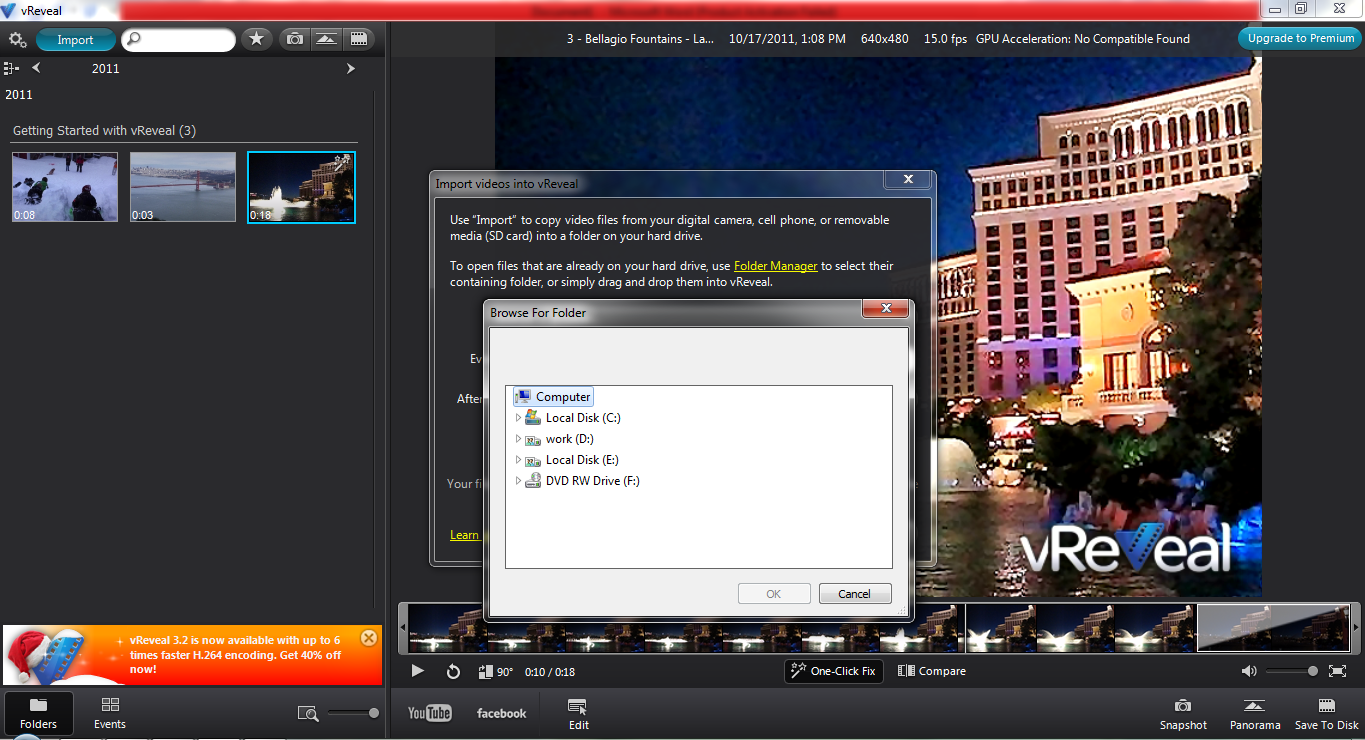 vReveal
Import
3 - Bellagio Fountains - La... 10/17/2011, 1:08 PM 640x480 15.0 fps GPU Acceleration: No Compatible Found
Upgrade to Premium
2011
2011
Getting Started with vReveal (3)
0:08
0:03
0:18
Import videos into vReveal
Use "Import" to copy video files from your digital camera, cell phone, or removable
media (SD card) into a folder on your hard drive.
To open files that are already on your hard drive, use Folder Manager to select their
containing folder, or simply drag and drop them into vReveal.
Ev
After
Your fi
Learn
Browse For Folder
Computer
Local Disk (C:)
work (D:)
Local Disk (E:)
DVD RW Drive (F:)
OK
Cancel
vReveal
vReveal 3.2 is now available with up to 6
times faster H.264 encoding. Get 40% off
now!
90° 0:10 / 0:18
One-Click Fix
Compare
Folders
Events
YouTube
facebook
Edit
Snapshot
Panorama
Save To Disk